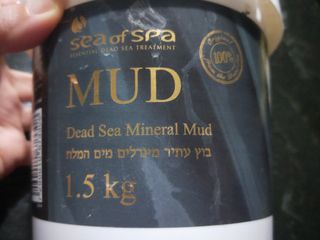 sea of spa
ESSENTIAL DEAD SEA TREATMENT
100%
MUD
Dead Sea Mineral Mud
בוץ עתיר מינרלים מים המלח
1.5 kg